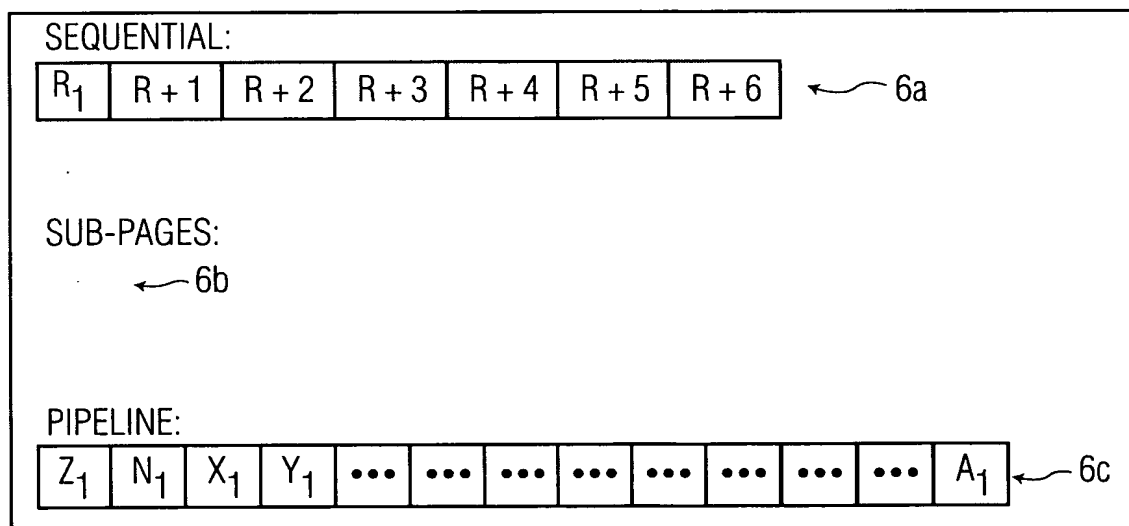 SEQUENTIAL:
R1 R + 1 R + 2 R + 3 R + 4 R + 5 R + 6 6a
SUB-PAGES:
6b
PIPELINE:
Z1 N1 X1 Y1 ••• ••• ••• ••• ••• ••• ••• ••• A1 6c